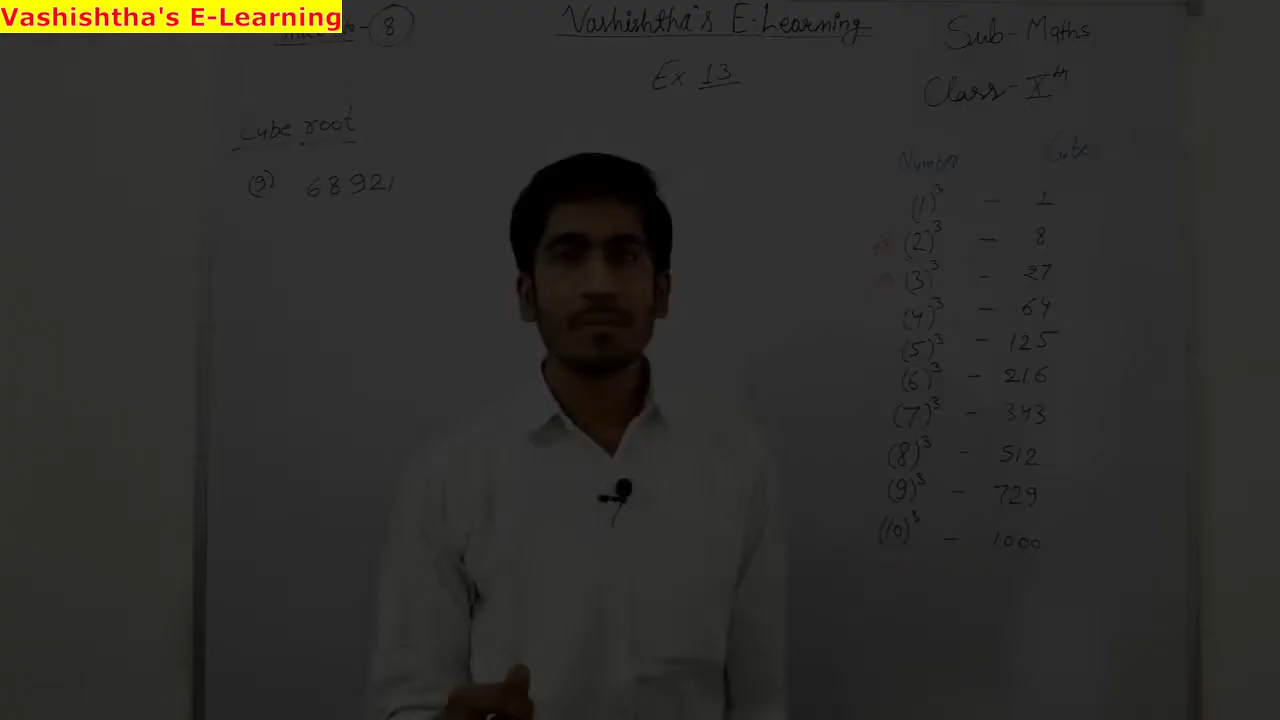 Vashishtha's E-Learning
8
Vashishtha's E-Learning
Sub- Maths
Ex 13
Class- Xth
Cube root
(9) 68921
Number Cube
(1)³ - 1
(2)³ - 8
(3)³ - 27
(4)³ - 64
(5)³ - 125
(6)³ - 216
(7)³ - 343
(8)³ - 512
(9)³ - 729
(10)³ - 1000